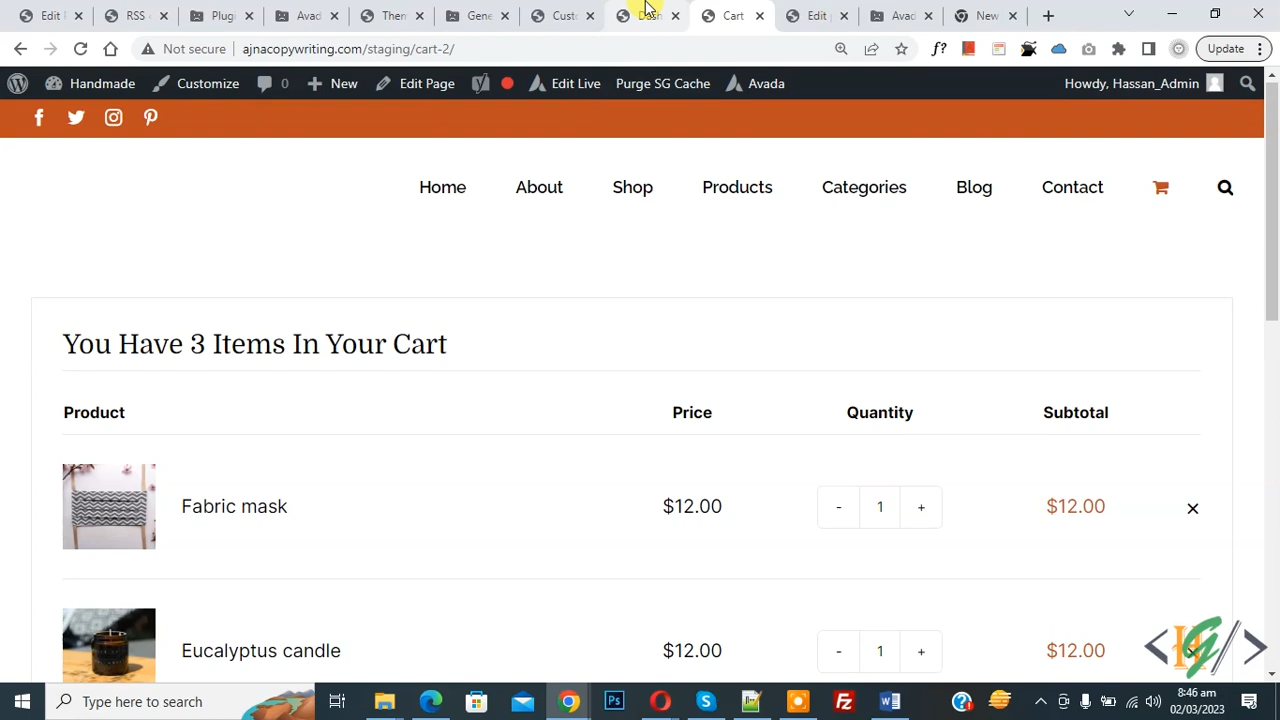 Edit
RSS
Plug
Avad
Then
Gene
Cust
Cart
Edit
Avad
New
Not secure
ajnacopywriting.com/staging/cart-2/
f?
Update
Handmade
Customize
0
New
Edit Page
Edit Live
Purge SG Cache
Avada
Howdy, Hassan_Admin
Home
About
Shop
Products
Categories
Blog
Contact
You Have 3 Items In Your Cart
Product
Price
Quantity
Subtotal
Fabric mask
$12.00
-
1
+
$12.00
×
Eucalyptus candle
$12.00
-
1
+
$12.00
Type here to search
8:46 am
02/03/2023